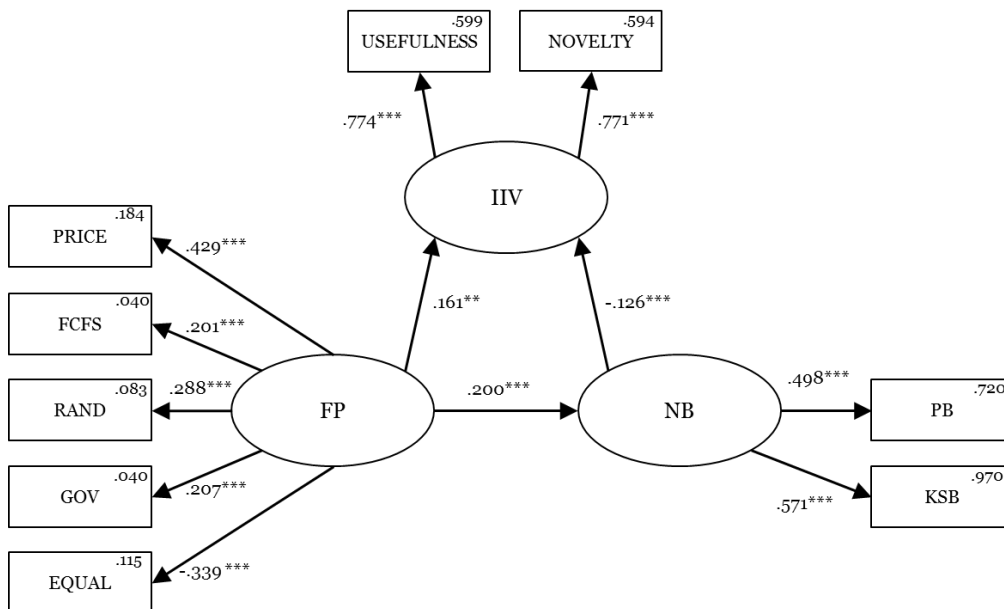 .599
USEFULNESS
.594
NOVELTY
.774***
.771***
IIV
.184
PRICE
.429***
.040
FCFS
.201***
.161**
-.126***
.083
RAND
.288***
FP
.200***
NB
.498***
.720
PB
.040
GOV
.207***
.571***
.970
KSB
.115
EQUAL
-.339***